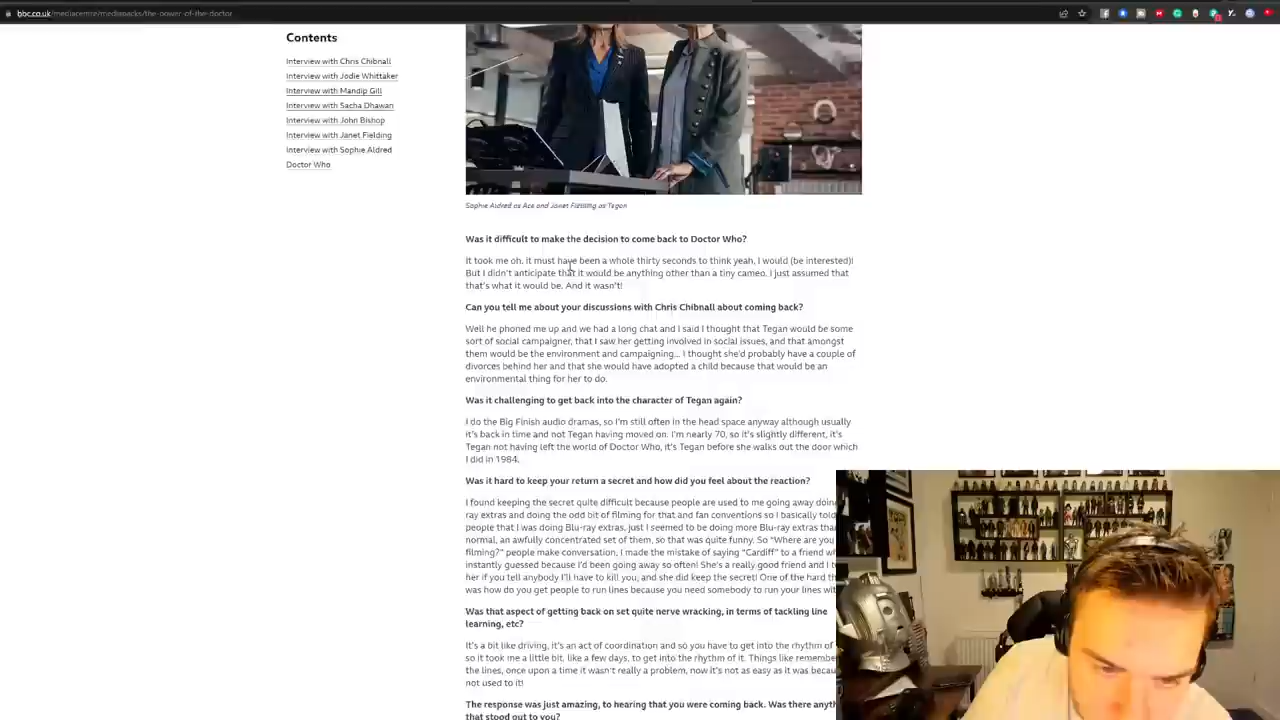 bbc.co.uk/mediacentre/mediapacks/the-power-of-the-doctor
Contents
Interview with Chris Chibnall
Interview with Jodie Whittaker
Interview with Mandip Gill
Interview with Sacha Dhawan
Interview with John Bishop
Interview with Janet Fielding
Interview with Sophie Aldred
Doctor Who
Sophie Aldred as Ace and Janet Fielding as Tegan
Was it difficult to make the decision to come back to Doctor Who?
It took me oh, it must have been a whole thirty seconds to think yeah, I would (be interested)!
But I didn't anticipate that it would be anything other than a tiny cameo. I just assumed that
that's what it would be. And it wasn't!
Can you tell me about your discussions with Chris Chibnall about coming back?
Well he phoned me up and we had a long chat and I said I thought that Tegan would be some
sort of social campaigner, that I saw her getting involved in social issues, and that amongst
them would be the environment and campaigning... I thought she'd probably have a couple of
divorces behind her and that she would have adopted a child because that would be an
environmental thing for her to do.
Was it challenging to get back into the character of Tegan again?
I do the Big Finish audio dramas, so I'm still often in the head space anyway although usually
it's back in time and not Tegan having moved on. I'm nearly 70, so it's slightly different, it's
Tegan not having left the world of Doctor Who, it's Tegan before she walks out the door which
I did in 1984.
Was it hard to keep your return a secret and how did you feel about the reaction?
I found keeping the secret quite difficult because people are used to me going away doin
ray extras and doing the odd bit of filming for that and fan conventions so I basically told
people that I was doing Blu-ray extras, just I seemed to be doing more Blu-ray extras tha
normal, an awfully concentrated set of them, so that was quite funny. So "Where are you
filming?" people make conversation, I made the mistake of saying "Cardiff" to a friend w
instantly guessed because I'd been going away so often! She's a really good friend and I t
her if you tell anybody I'll have to kill you, and she did keep the secret! One of the hard th
was how do you get people to run lines because you need somebody to run your lines wit
Was that aspect of getting back on set quite nerve wracking, in terms of tackling line
learning, etc?
It's a bit like driving, it's an act of coordination and so you have to get into the rhythm of
so it took me a little bit, like a few days, to get into the rhythm of it. Things like remember
the lines, once upon a time it wasn't really a problem, now it's not as easy as it was becau
not used to it!
The response was just amazing, to hearing that you were coming back. Was there anyth
that stood out to you?